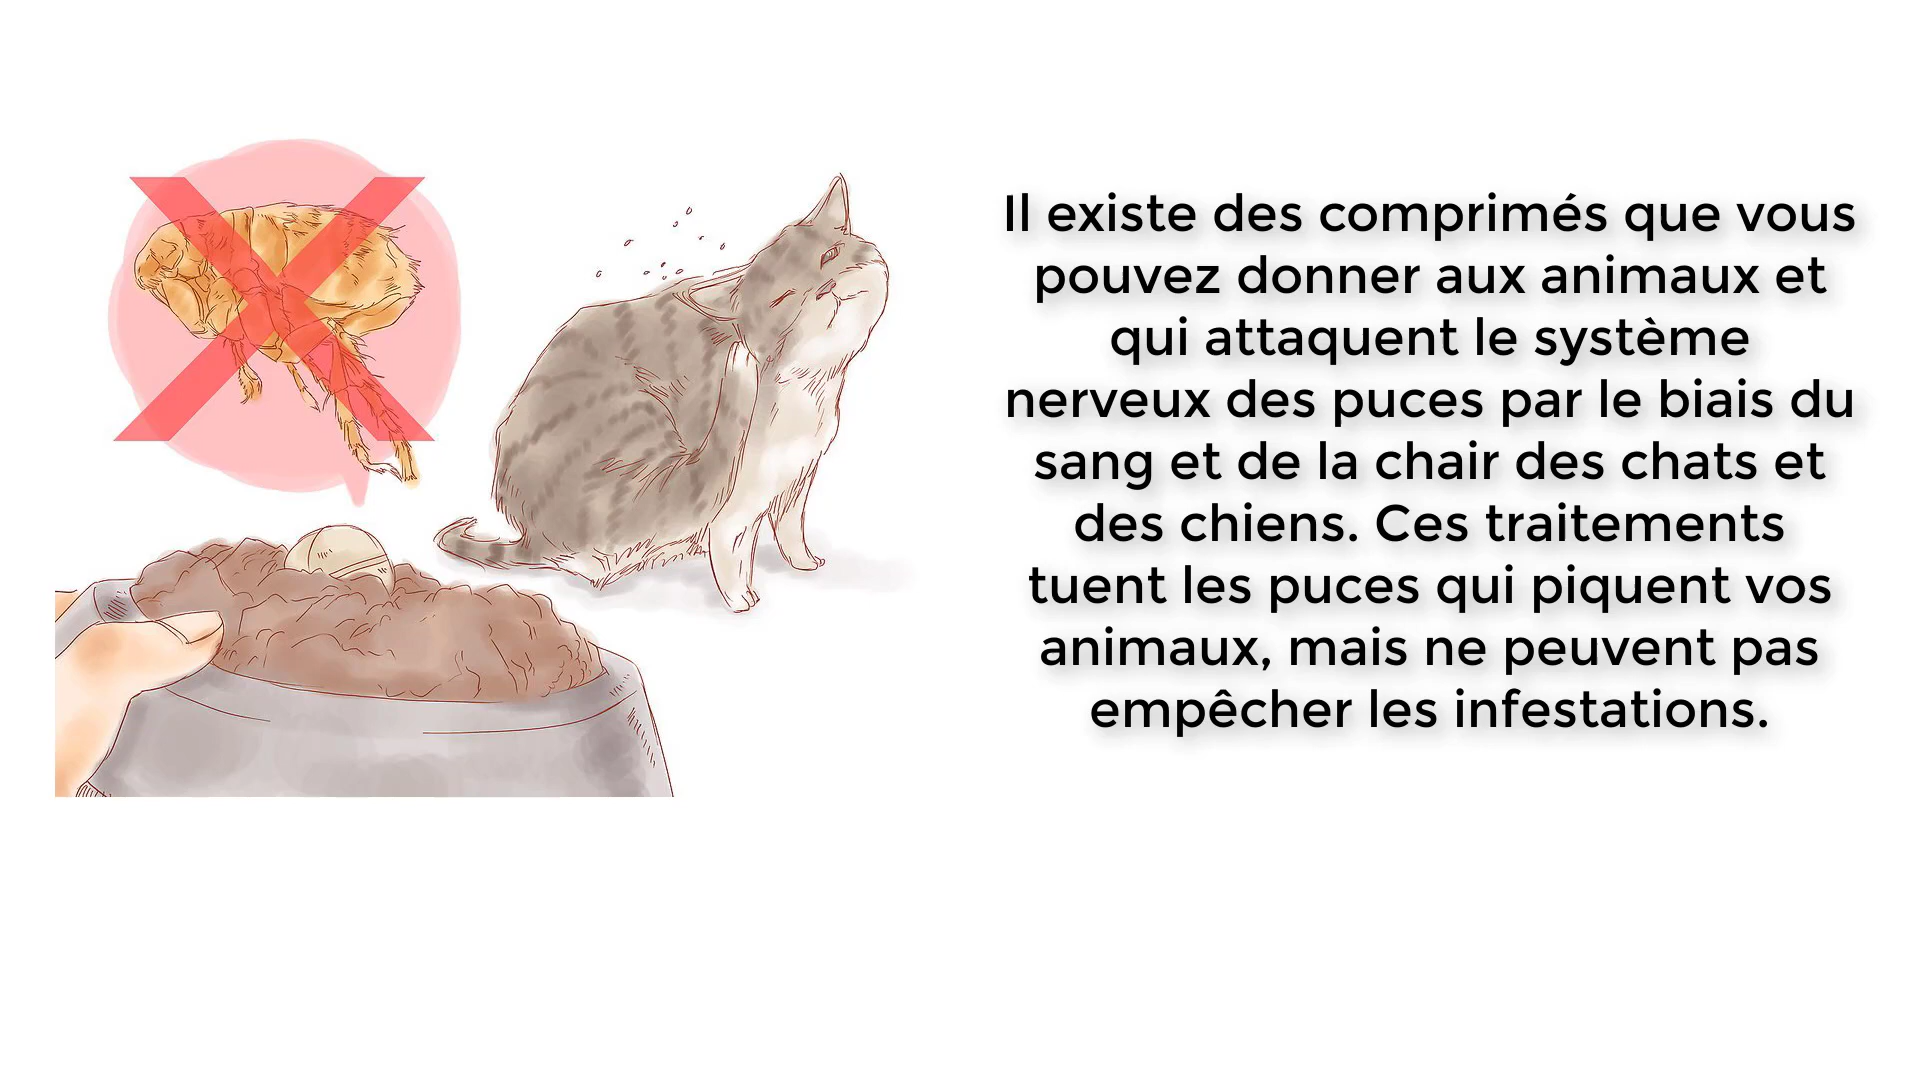 Il existe des comprimés que vous
pouvez donner aux animaux et
qui attaquent le système
nerveux des puces par le biais du
sang et de la chair des chats et
des chiens. Ces traitements
tuent les puces qui piquent vos
animaux, mais ne peuvent pas
empêcher les infestations.